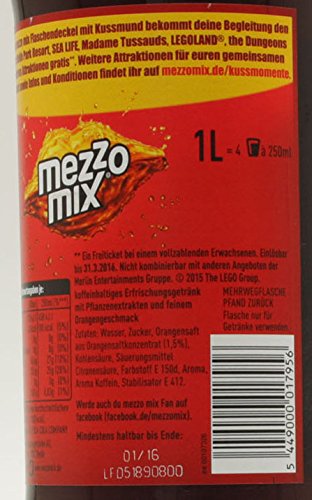 mit Flaschendeckel mit Kussmund bekommt deine Begleitung den
Park Resort, SEA LIFE, Madame Tussauds, LEGOLAND®, the Dungeons
Attraktionen gratis**. Weitere Attraktionen für euren gemeinsamen
Infos und Konditionen findet ihr auf mezzomix.de/kussmomente.
mezzo
mix®
1L = 4 à 250ml
** Ein Freiticket bei einem vollzahlenden Erwachsenen. Einlösbar
bis 31.3.2016. Nicht kombinierbar mit anderen Angeboten der
Merlin Entertainments Gruppe. © 2015 The LEGO Group.
koffeinhaltiges Erfrischungsgetränk
mit Pflanzenextrakten und feinem
Orangengeschmack
Zutaten: Wasser, Zucker, Orangensaft
aus Orangensaftkonzentrat (1,5%),
Kohlensäure, Säuerungsmittel
Citronensäure, Farbstoff E 150d, Aroma,
Aroma Koffein, Stabilisator E 412.
MEHRWEGFLASCHE
PFAND ZURÜCK
Flasche nur für
Getränke verwenden
Werde auch du mezzo mix Fan auf
facebook (facebook.de/mezzomix).
Mindestens haltbar bis Ende:
01/16
LF051890800
5 449000 017956